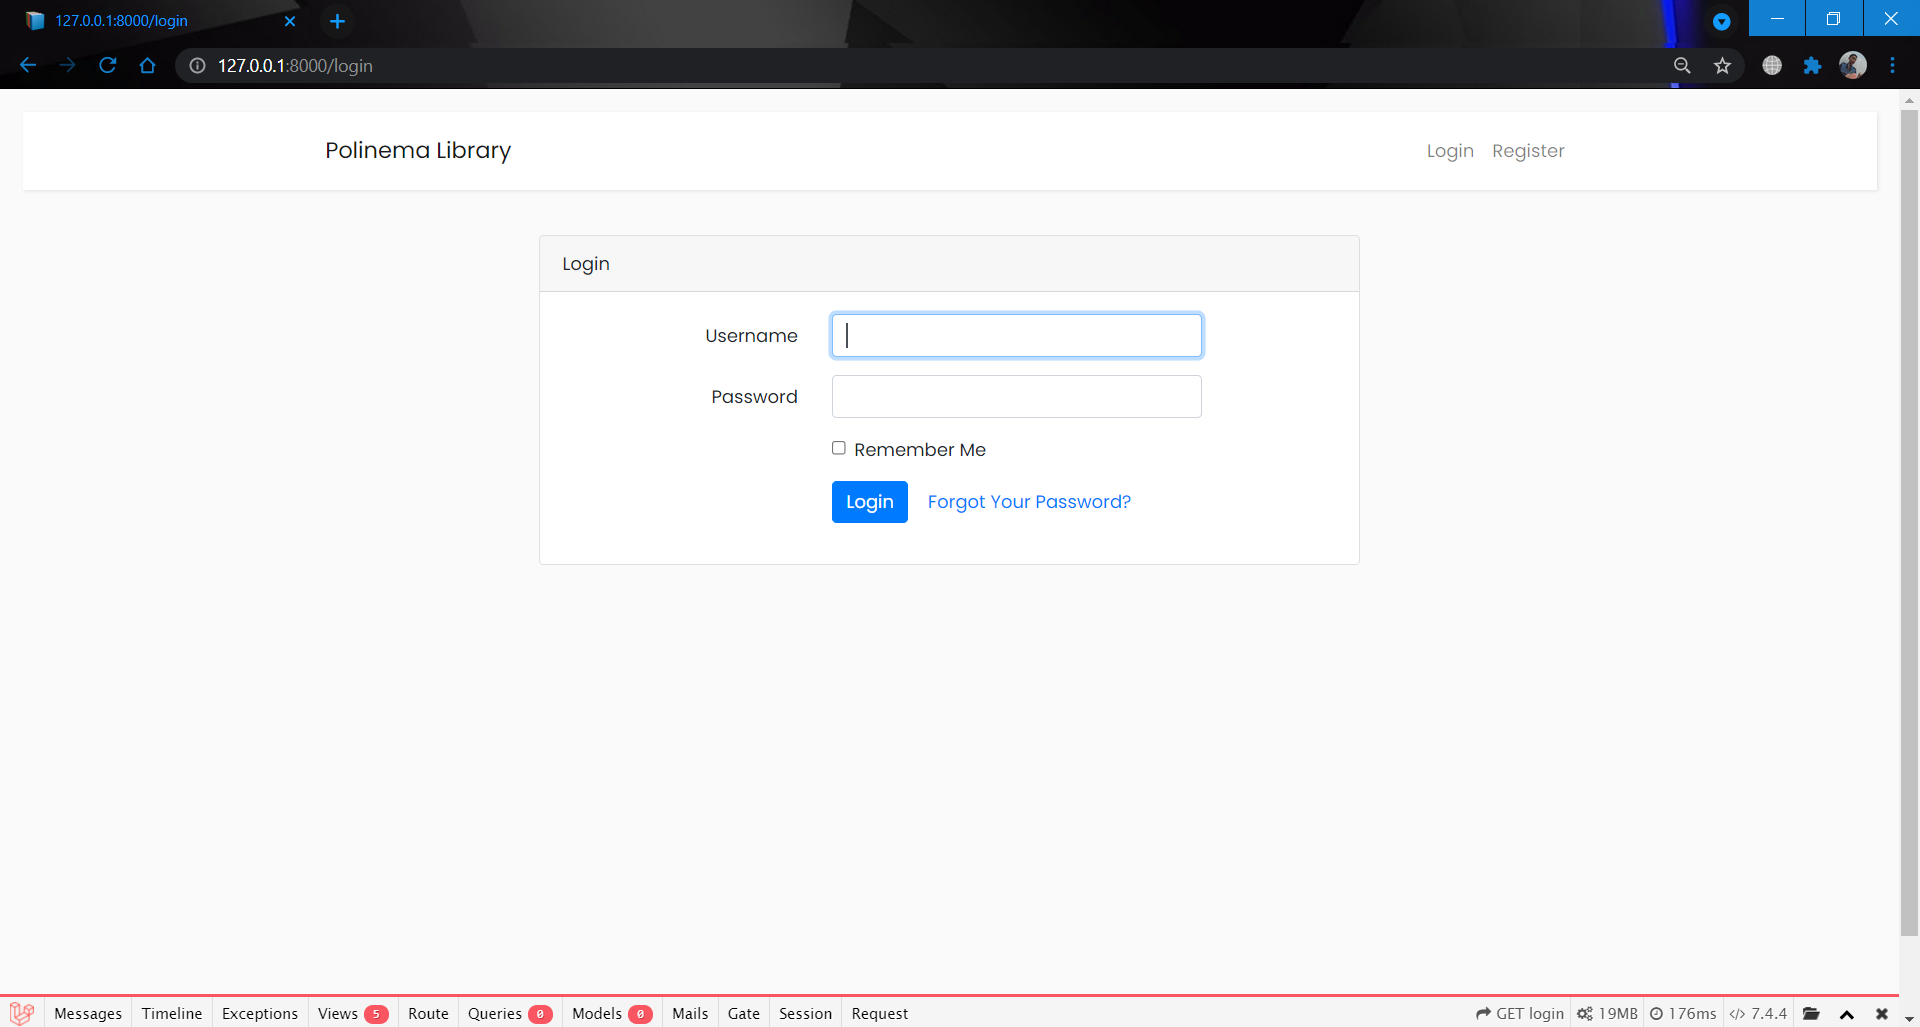 127.0.0.1:8000/login
127.0.0.1:8000/login
Polinema Library
Login Register
Login
Username
Password
Remember Me
Login Forgot Your Password?
Messages Timeline Exceptions Views 5 Route Queries 0 Models 0 Mails Gate Session Request GET login 19MB 176ms </> 7.4.4